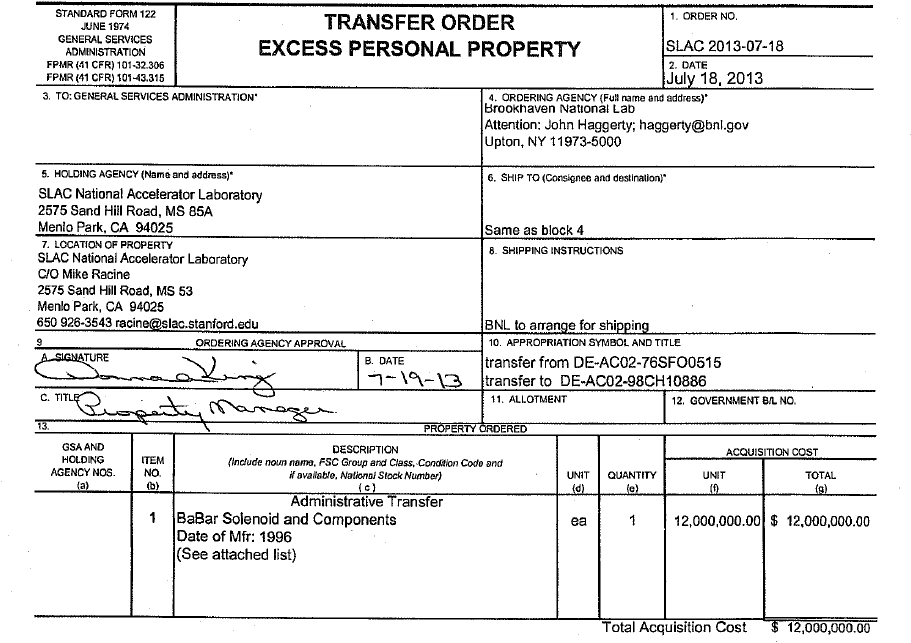 STANDARD FORM 122
JUNE 1974
GENERAL SERVICES
ADMINISTRATION
FPMR (41 CFR) 101-32.306
FPMR (41 CFR) 101-43.315
TRANSFER ORDER
EXCESS PERSONAL PROPERTY
1. ORDER NO.
SLAC 2013-07-18
2. DATE
July 18, 2013
3. TO: GENERAL SERVICES ADMINISTRATION*
4. ORDERING AGENCY (Full name and address)*
Brookhaven National Lab
Attention: John Haggerty; haggerty@bnl.gov
Upton, NY 11973-5000
5. HOLDING AGENCY (Name and address)*
SLAC National Accelerator Laboratory
2575 Sand Hill Road, MS 85A
Menlo Park, CA 94025
6. SHIP TO (Consignee and destination)*
Same as block 4
7. LOCATION OF PROPERTY
SLAC National Accelerator Laboratory
C/O Mike Racine
2575 Sand Hill Road, MS 53
Menlo Park, CA 94025
650 926-3543 racine@slac.stanford.edu
8. SHIPPING INSTRUCTIONS
BNL to arrange for shipping
9 ORDERING AGENCY APPROVAL
A. SIGNATURE
B. DATE
7-19-13
C. TITLE
Property Manager
10. APPROPRIATION SYMBOL AND TITLE
transfer from DE-AC02-76SFO0515
transfer to DE-AC02-98CH10886
11. ALLOTMENT
12. GOVERNMENT B/L NO.
13. PROPERTY ORDERED
GSA AND
HOLDING
AGENCY NOS.
(a)
ITEM
NO.
(b)
DESCRIPTION
(Include noun name, FSC Group and Class, Condition Code and
if available, National Stock Number)
(c)
UNIT
(d)
QUANTITY
(e)
ACQUISITION COST
UNIT
(f)
TOTAL
(g)
Administrative Transfer
1 BaBar Solenoid and Components ea 1 12,000,000.00 $ 12,000,000.00
Date of Mfr: 1996
(See attached list)
Total Acquisition Cost $ 12,000,000.00